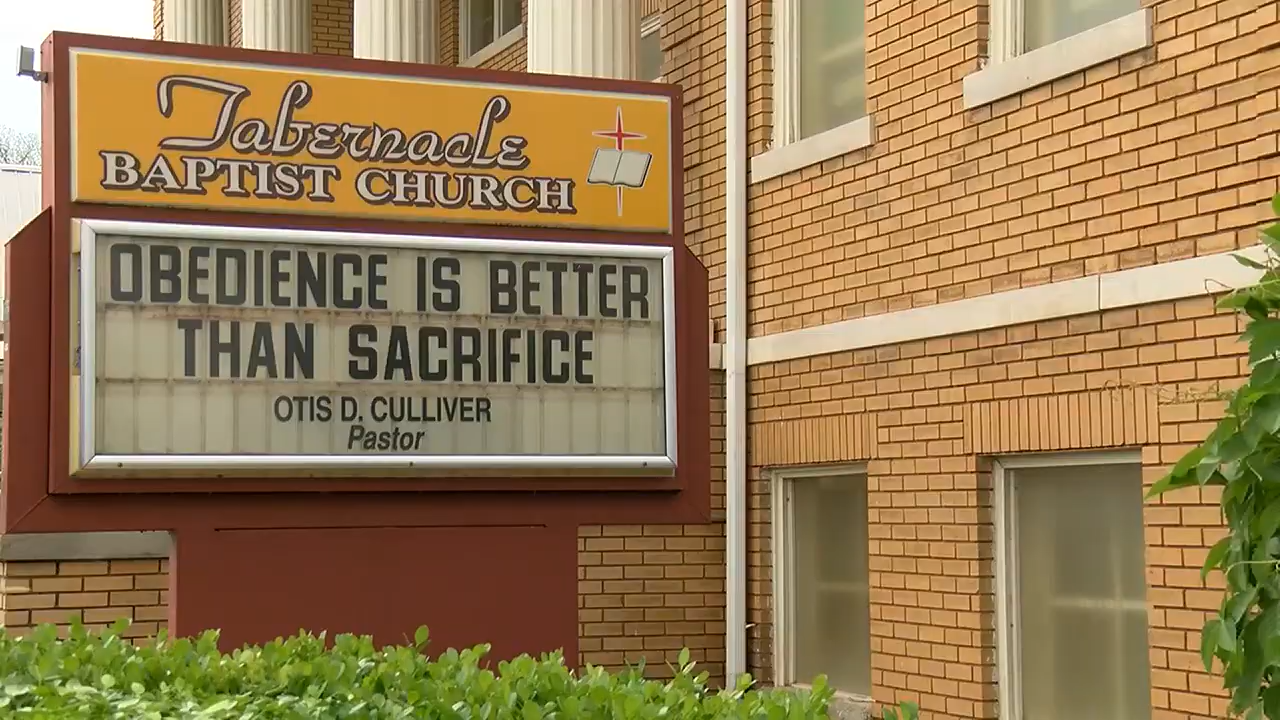 Tabernacle
BAPTIST CHURCH
OBEDIENCE IS BETTER
THAN SACRIFICE
OTIS D. CULLIVER
Pastor